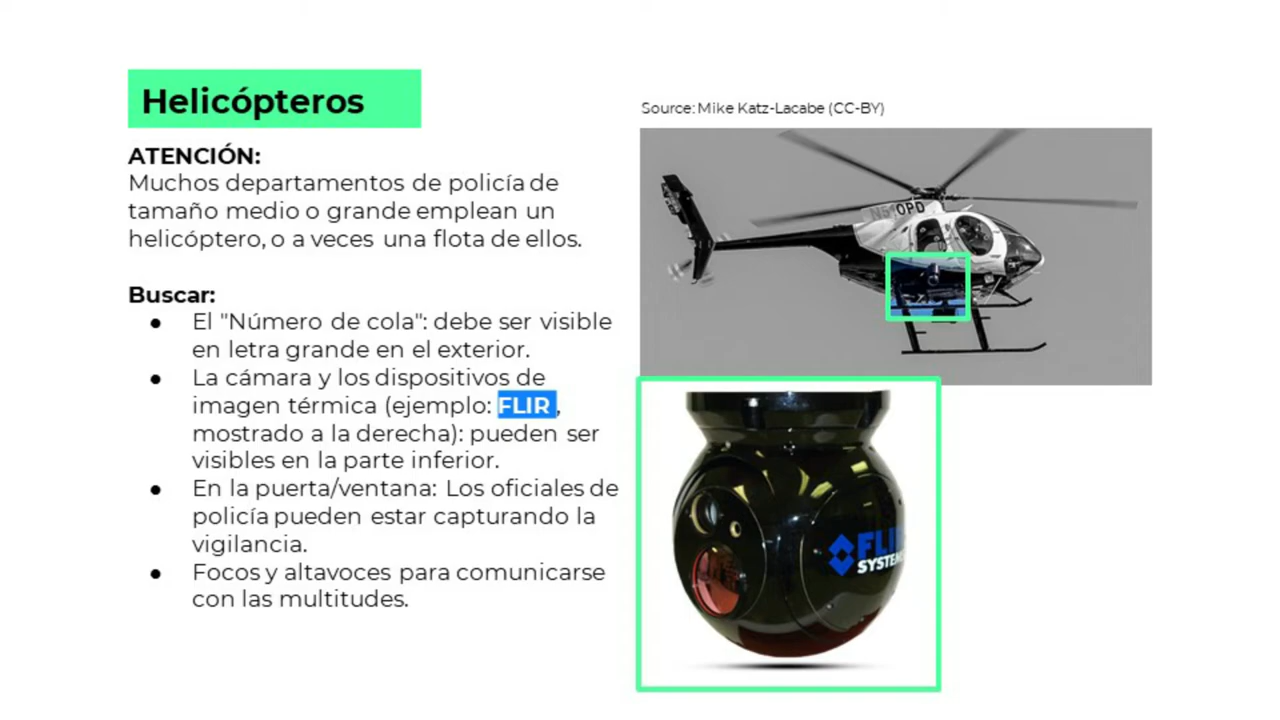 Helicópteros
Source: Mike Katz-Lacabe (CC-BY)
ATENCIÓN:
Muchos departamentos de policía de
tamaño medio o grande emplean un
helicóptero, o a veces una flota de ellos.
Buscar:
● El "Número de cola": debe ser visible
en letra grande en el exterior.
● La cámara y los dispositivos de
imagen térmica (ejemplo: FLIR ,
mostrado a la derecha): pueden ser
visibles en la parte inferior.
● En la puerta/ventana: Los oficiales de
policía pueden estar capturando la
vigilancia.
● Focos y altavoces para comunicarse
con las multitudes.
N510PD
FLIR
SYSTEM